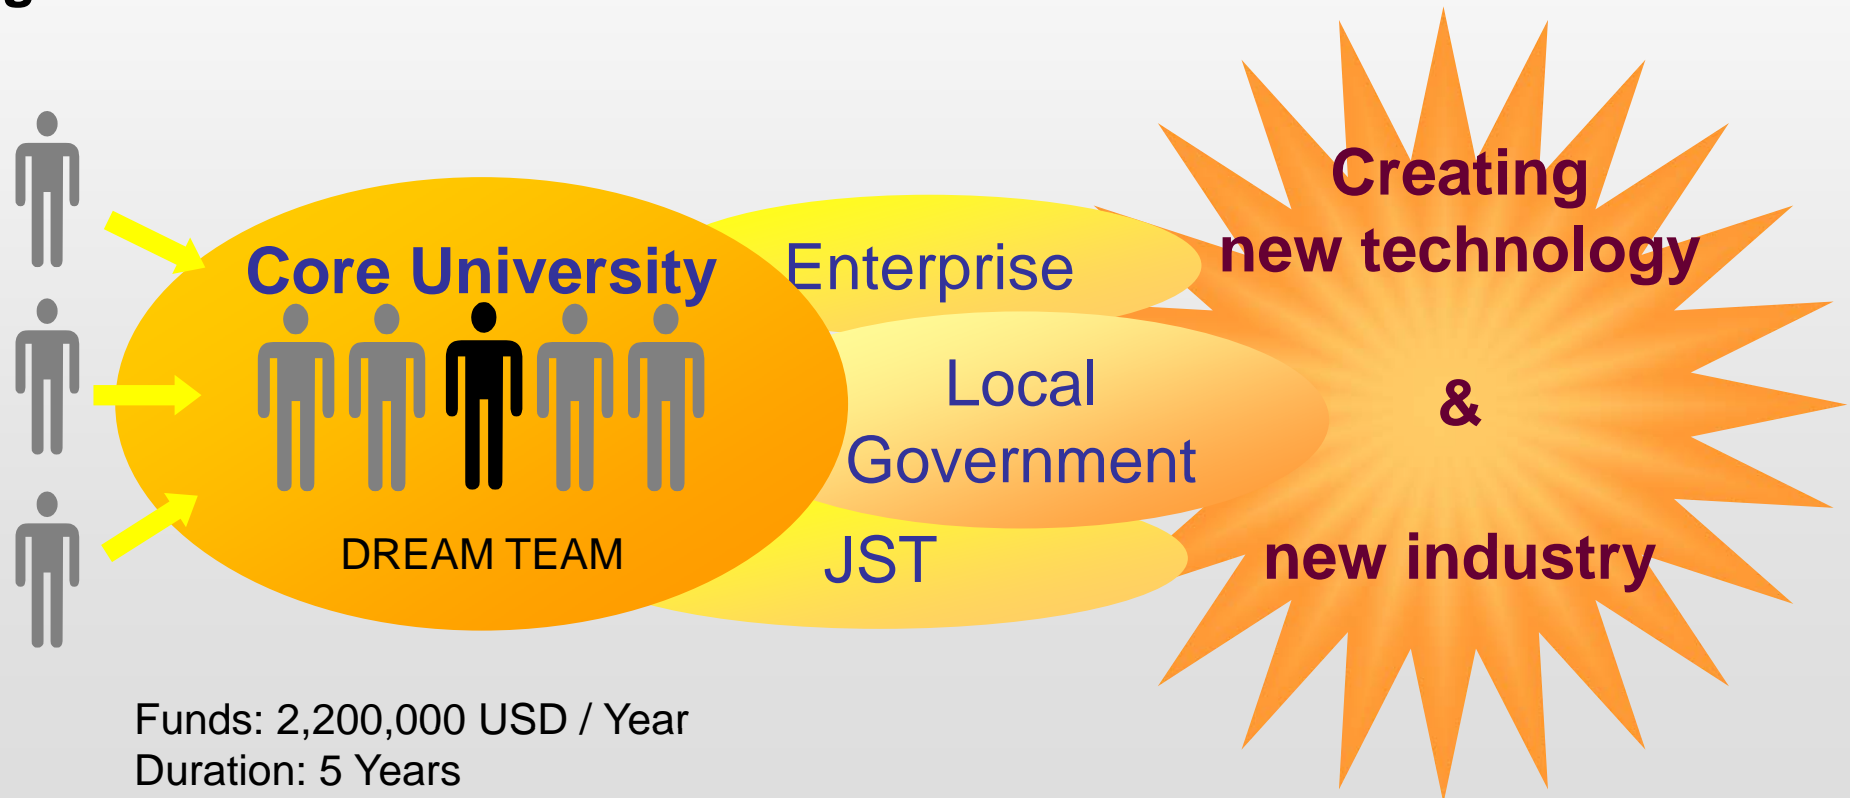 Core University
DREAM TEAM
Enterprise
Local
Government
JST
Creating
new technology
&
new industry
Funds: 2,200,000 USD / Year
Duration: 5 Years